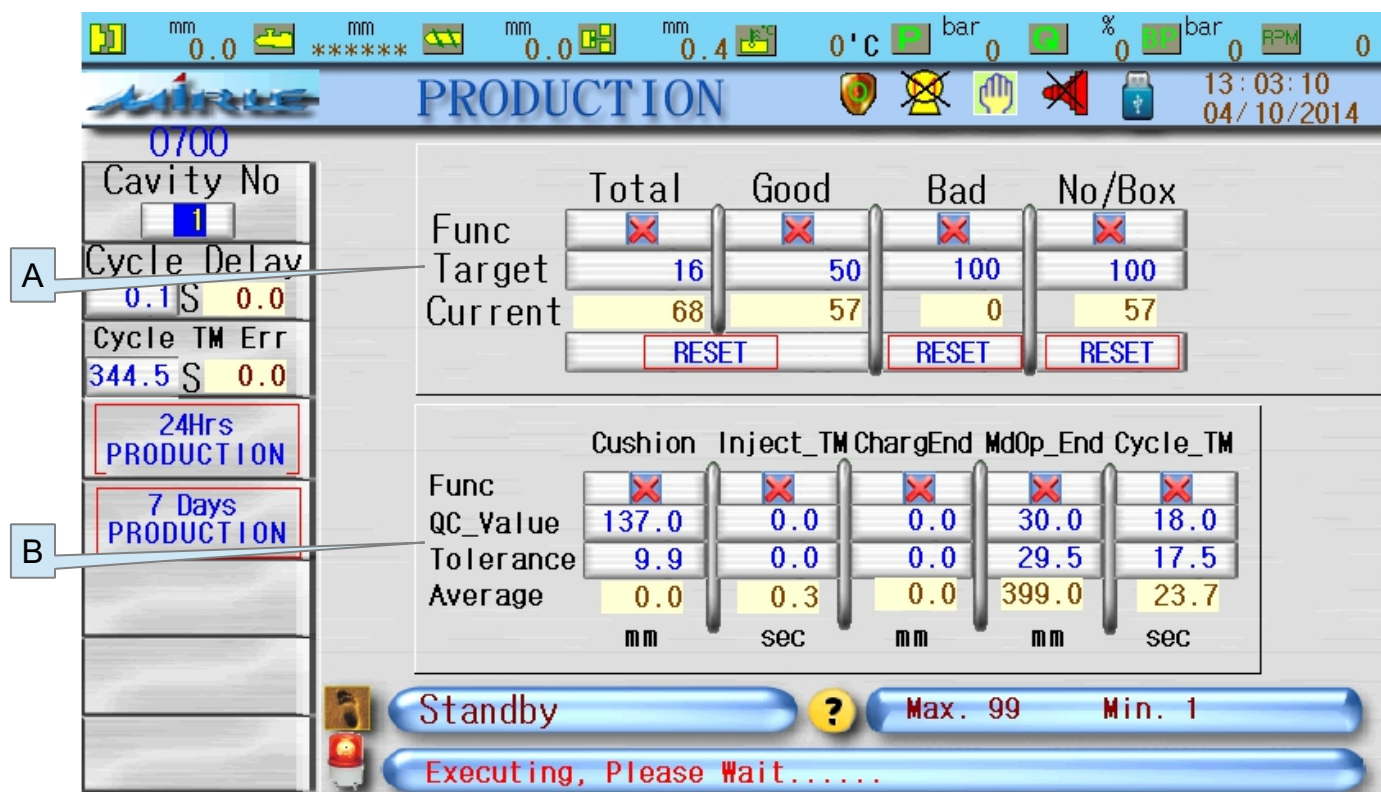 mm 0.0 mm ****** mm 0.0 mm 0.4 °C 0'C P bar 0 Q % 0 BP bar 0 RPM 0
MIRLE PRODUCTION 13:03:10
04/10/2014
0700
Cavity No
1
Cycle Delay
0.1 S 0.0
Cycle TM Err
344.5 S 0.0
24Hrs
PRODUCTION
7 Days
PRODUCTION
A
B
Total Good Bad No/Box
Func
Target 16 50 100 100
Current 68 57 0 57
RESET RESET RESET
Cushion Inject_TM ChargEnd MdOp_End Cycle_TM
Func
QC_Value 137.0 0.0 0.0 30.0 18.0
Tolerance 9.9 0.0 0.0 29.5 17.5
Average 0.0 0.3 0.0 399.0 23.7
mm sec mm mm sec
Standby ? Max. 99 Min. 1
Executing, Please Wait......